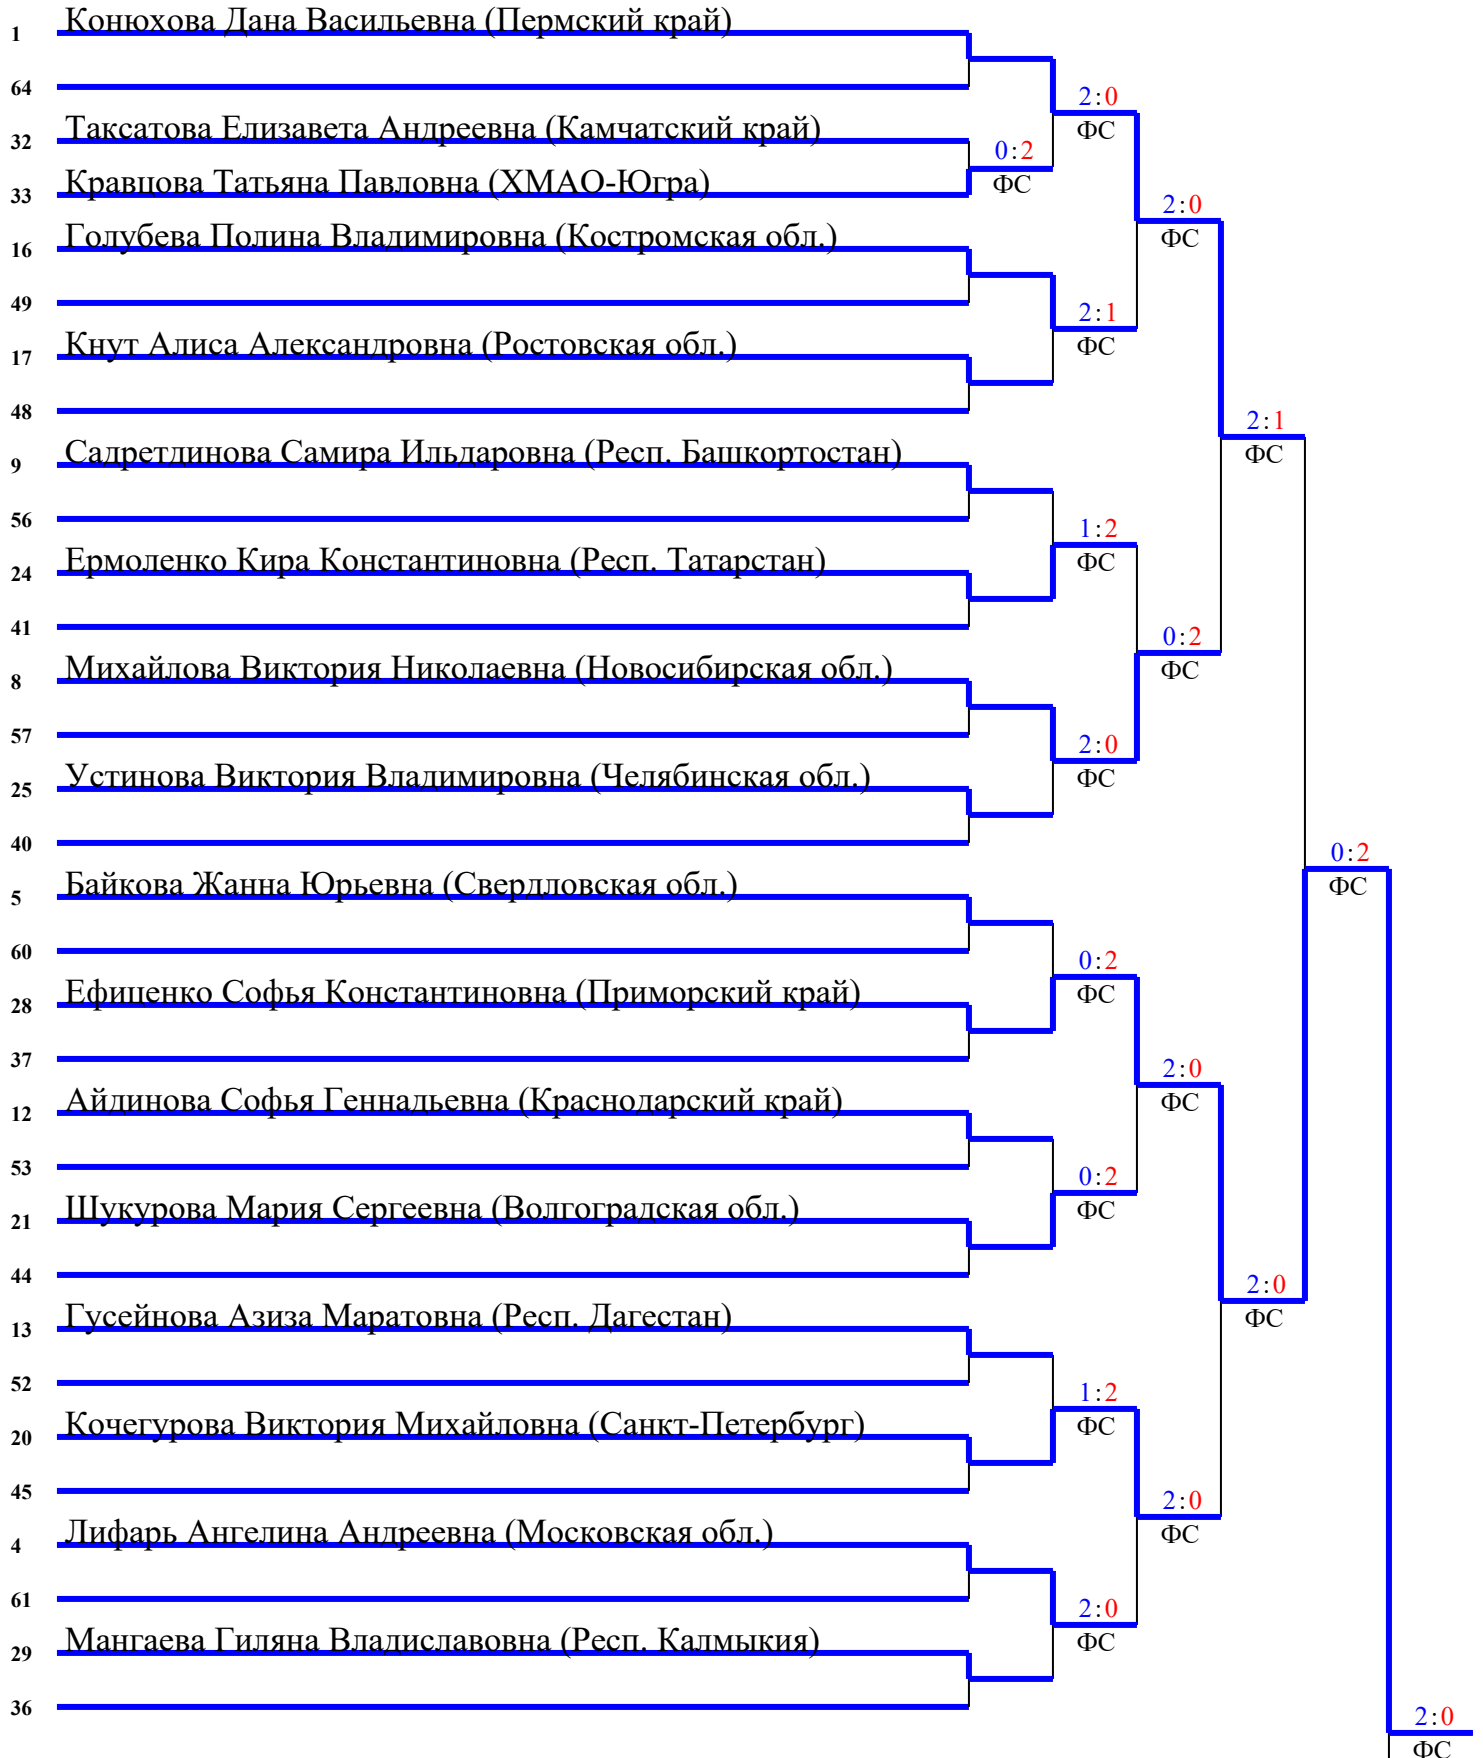 1 Конюхова Дана Васильевна (Пермский край)
64
2:0
ФС
32 Таксатова Елизавета Андреевна (Камчатский край)
0:2
ФС
33 Кравцова Татьяна Павловна (ХМАО-Югра)
2:0
ФС
16 Голубева Полина Владимировна (Костромская обл.)
49
2:1
ФС
17 Кнут Алиса Александровна (Ростовская обл.)
48
2:1
ФС
9 Садретдинова Самира Ильдаровна (Респ. Башкортостан)
56
1:2
ФС
24 Ермоленко Кира Константиновна (Респ. Татарстан)
41
0:2
ФС
8 Михайлова Виктория Николаевна (Новосибирская обл.)
57
2:0
ФС
25 Устинова Виктория Владимировна (Челябинская обл.)
40
0:2
ФС
5 Байкова Жанна Юрьевна (Свердловская обл.)
60
0:2
ФС
28 Ефиценко Софья Константиновна (Приморский край)
37
2:0
ФС
12 Айдинова Софья Геннадьевна (Краснодарский край)
53
0:2
ФС
21 Шукурова Мария Сергеевна (Волгоградская обл.)
44
2:0
ФС
13 Гусейнова Азиза Маратовна (Респ. Дагестан)
52
1:2
ФС
20 Кочегурова Виктория Михайловна (Санкт-Петербург)
45
2:0
ФС
4 Лифарь Ангелина Андреевна (Московская обл.)
61
2:0
ФС
29 Мангаева Гиляна Владиславовна (Респ. Калмыкия)
36
2:0
ФС